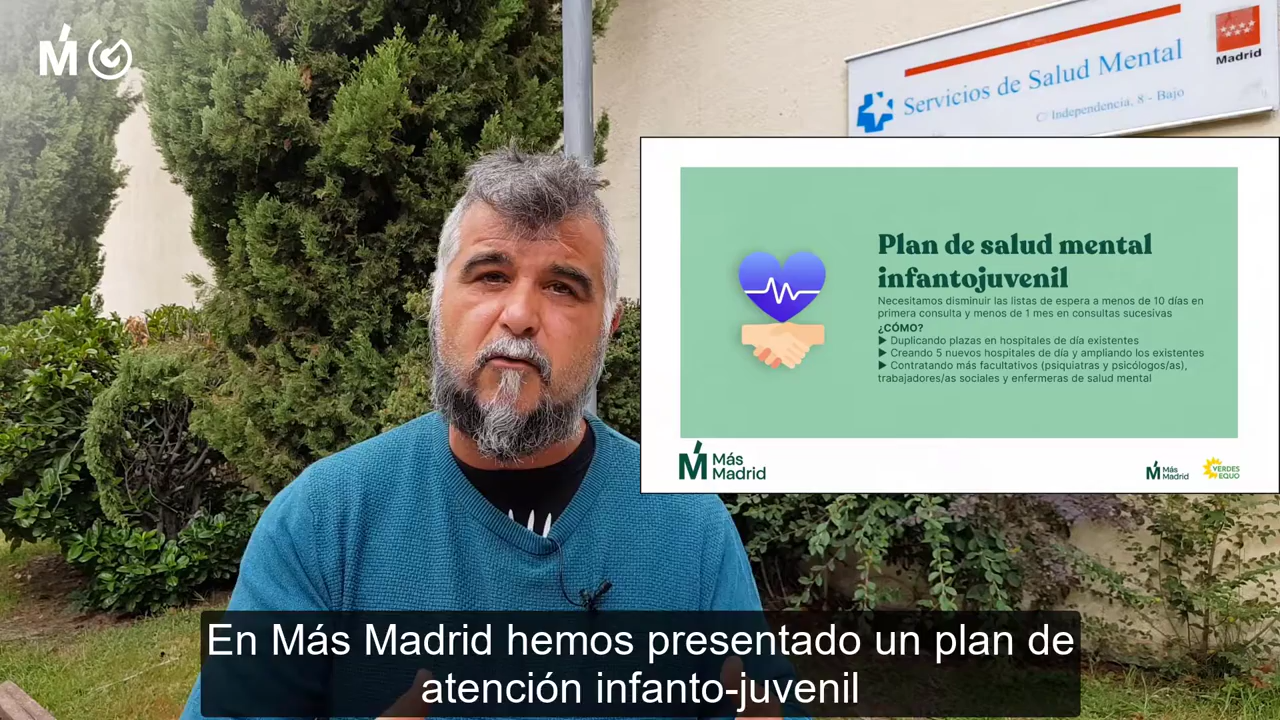 M
Servicios de Salud Mental
C/ Independencia, 8 - Bajo
Madrid
Plan de salud mental
infantojuvenil
Necesitamos disminuir las listas de espera a menos de 10 días en
primera consulta y menos de 1 mes en consultas sucesivas
¿CÓMO?
▶ Duplicando plazas en hospitales de día existentes
▶ Creando 5 nuevos hospitales de día y ampliando los existentes
▶ Contratando más facultativos (psiquiatras y psicólogos/as),
trabajadores/as sociales y enfermeras de salud mental
M Más
Madrid
M Más
Madrid
VERDES
EQUO
En Más Madrid hemos presentado un plan de
atención infanto-juvenil